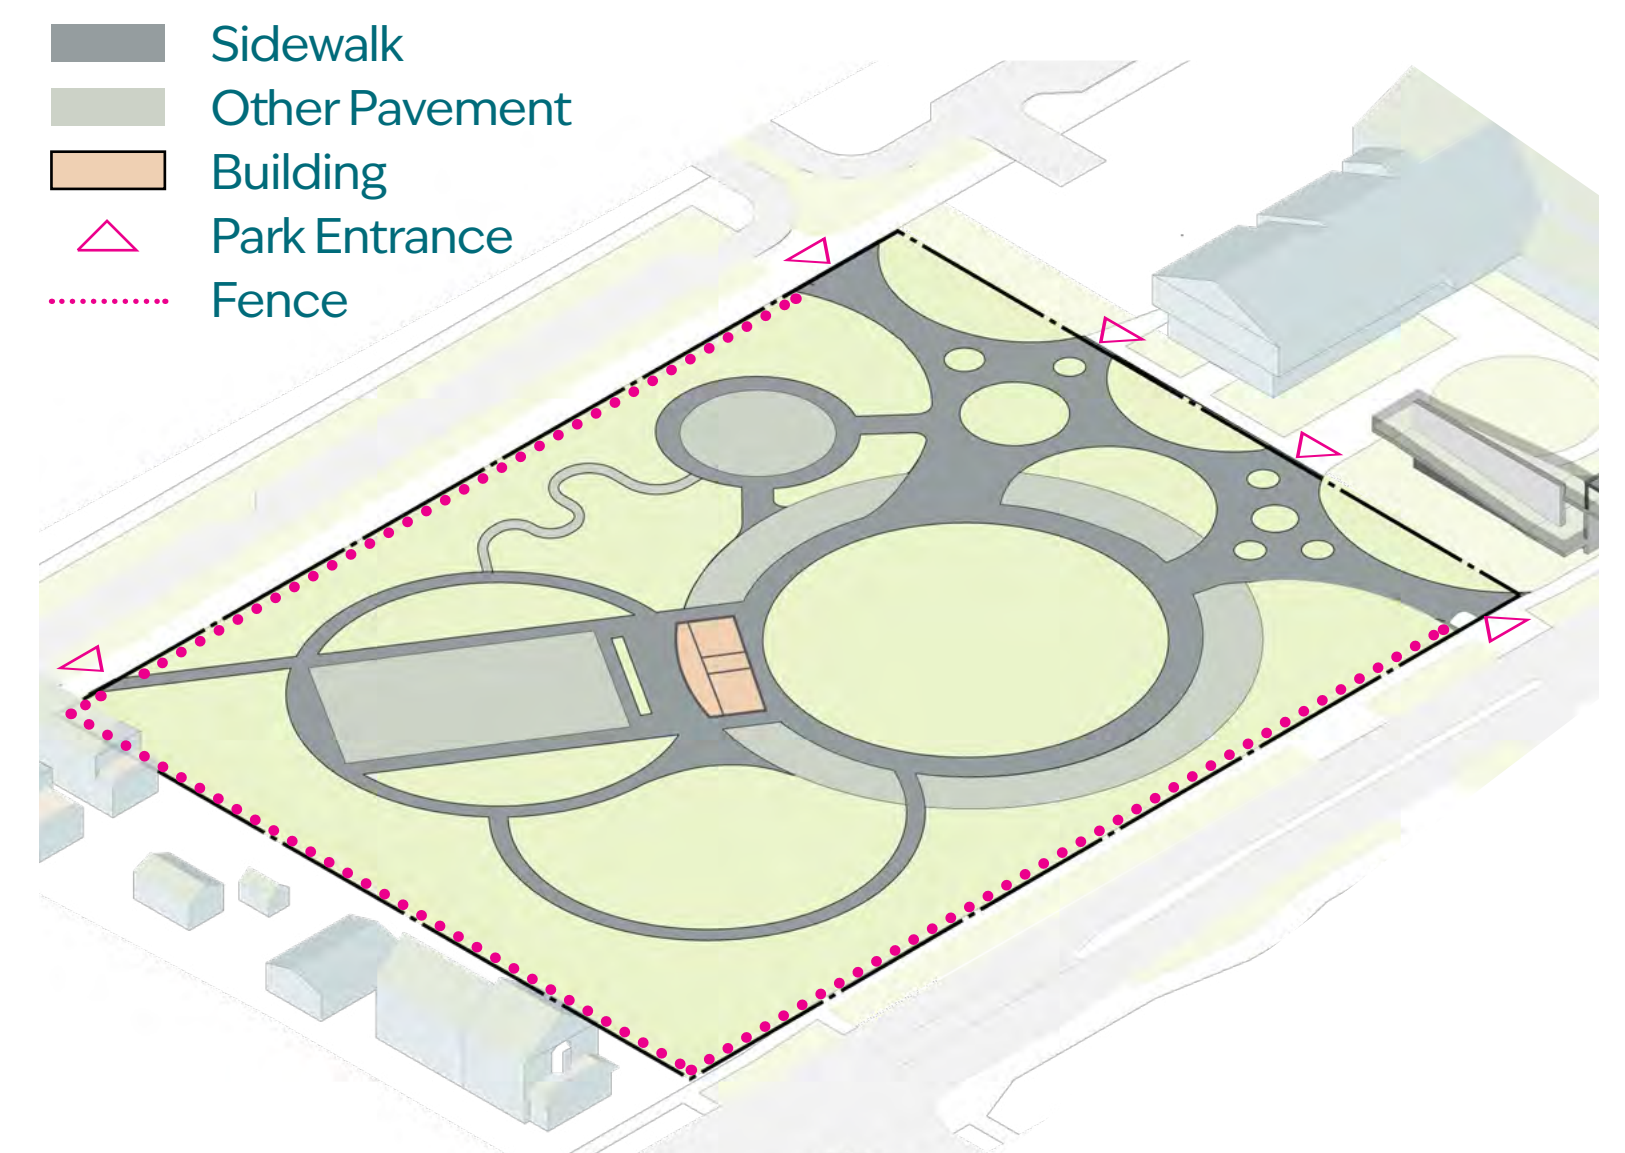 Sidewalk
Other Pavement
Building
Park Entrance
Fence